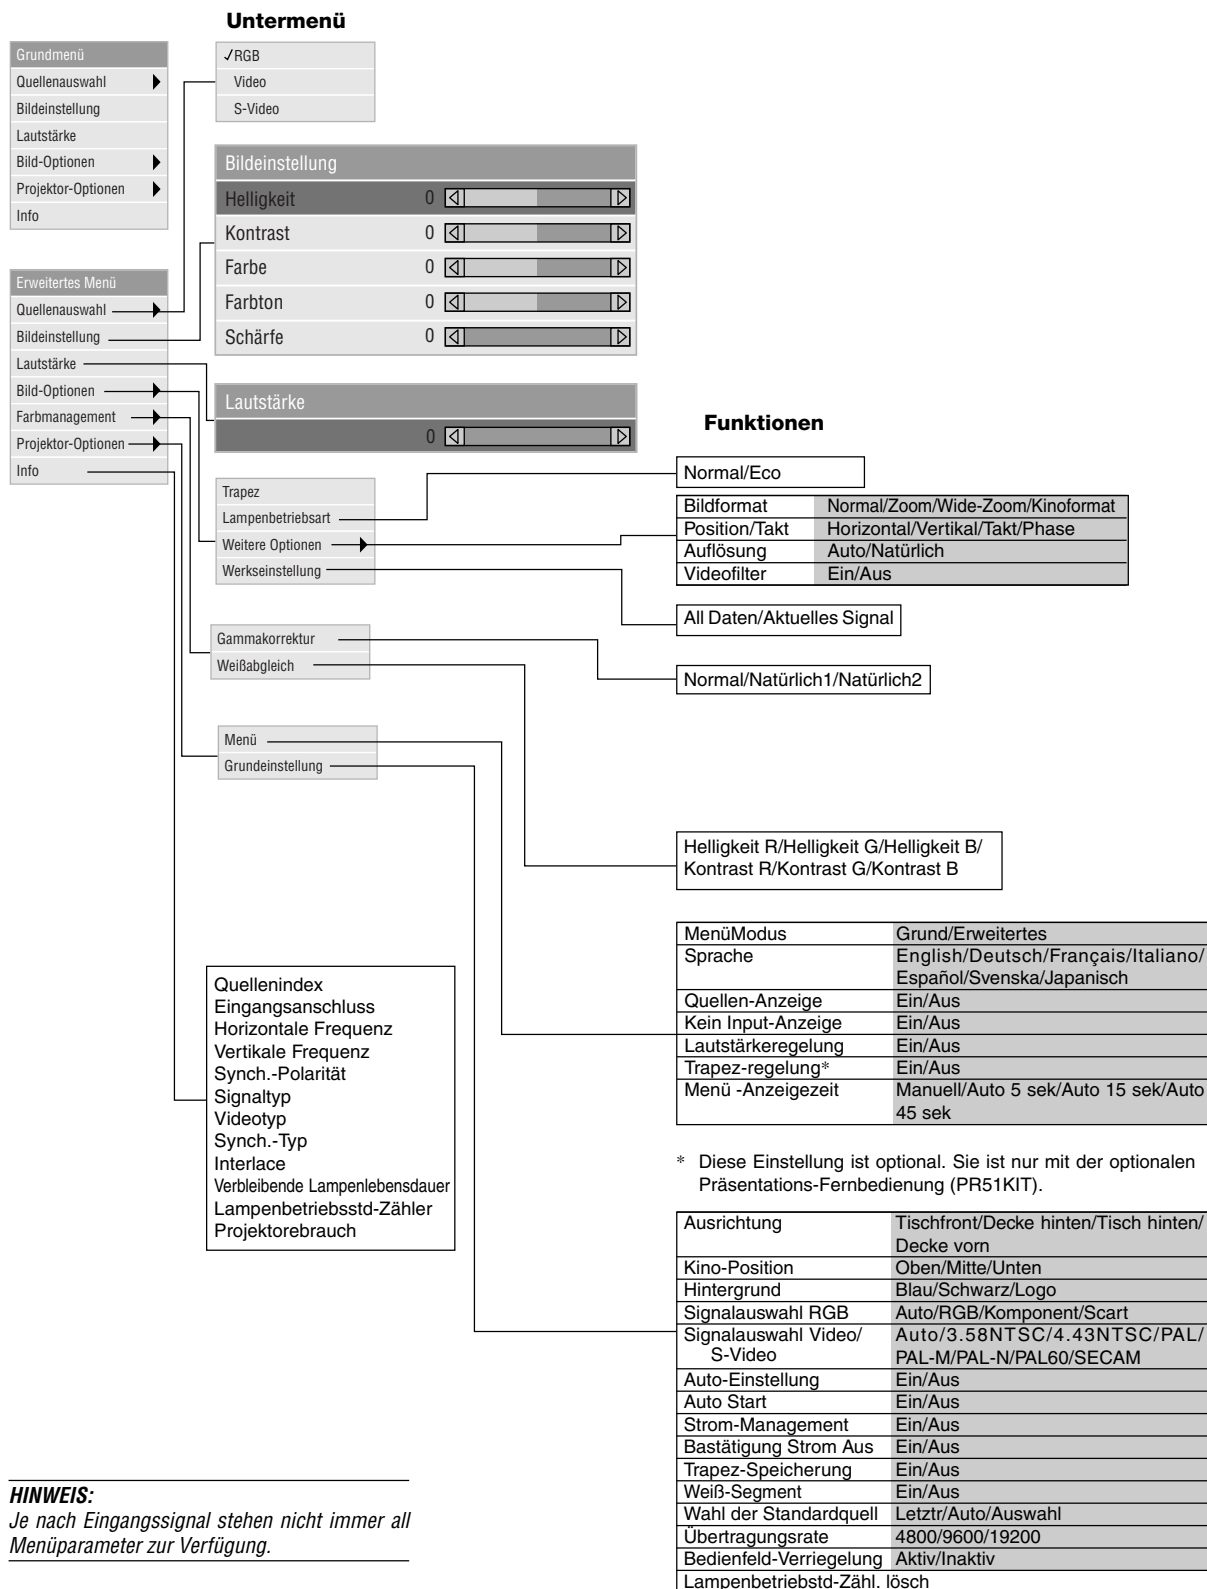 Untermenü
Grundmenü
Quellenauswahl
Bildeinstellung
Lautstärke
Bild-Optionen
Projektor-Optionen
Info
✓RGB
Video
S-Video
Bildeinstellung
Helligkeit 0
Kontrast 0
Farbe 0
Farbton 0
Schärfe 0
Erweitertes Menü
Quellenauswahl
Bildeinstellung
Lautstärke
Bild-Optionen
Farbmanagement
Projektor-Optionen
Info
Lautstärke
0
Funktionen
Trapez
Lampenbetriebsart
Weitere Optionen
Werkseinstellung
Normal/Eco
Bildformat Normal/Zoom/Wide-Zoom/Kinoformat
Position/Takt Horizontal/Vertikal/Takt/Phase
Auflösung Auto/Natürlich
Videofilter Ein/Aus
All Daten/Aktuelles Signal
Gammakorrektur
Weißabgleich
Normal/Natürlich1/Natürlich2
Menü
Grundeinstellung
Helligkeit R/Helligkeit G/Helligkeit B/
Kontrast R/Kontrast G/Kontrast B
Quellenindex
Eingangsanschluss
Horizontale Frequenz
Vertikale Frequenz
Synch.-Polarität
Signaltyp
Videotyp
Synch.-Typ
Interlace
Verbleibende Lampenlebensdauer
Lampenbetriebsstd-Zähler
Projektorebrauch
MenüModus Grund/Erweitertes
Sprache English/Deutsch/Français/Italiano/
Español/Svenska/Japanisch
Quellen-Anzeige Ein/Aus
Kein Input-Anzeige Ein/Aus
Lautstärkeregelung Ein/Aus
Trapez-regelung* Ein/Aus
Menü -Anzeigezeit Manuell/Auto 5 sek/Auto 15 sek/Auto
45 sek
* Diese Einstellung ist optional. Sie ist nur mit der optionalen
Präsentations-Fernbedienung (PR51KIT).
Ausrichtung Tischfront/Decke hinten/Tisch hinten/
Decke vorn
Kino-Position Oben/Mitte/Unten
Hintergrund Blau/Schwarz/Logo
Signalauswahl RGB Auto/RGB/Komponent/Scart
Signalauswahl Video/ Auto/3.58NTSC/4.43NTSC/PAL/
S-Video PAL-M/PAL-N/PAL60/SECAM
Auto-Einstellung Ein/Aus
Auto Start Ein/Aus
Strom-Management Ein/Aus
Bastätigung Strom Aus Ein/Aus
Trapez-Speicherung Ein/Aus
Weiß-Segment Ein/Aus
Wahl der Standardquell Letztr/Auto/Auswahl
Übertragungsrate 4800/9600/19200
Bedienfeld-Verriegelung Aktiv/Inaktiv
Lampenbetriebstd-Zähl. lösch
HINWEIS:
Je nach Eingangssignal stehen nicht immer all
Menüparameter zur Verfügung.